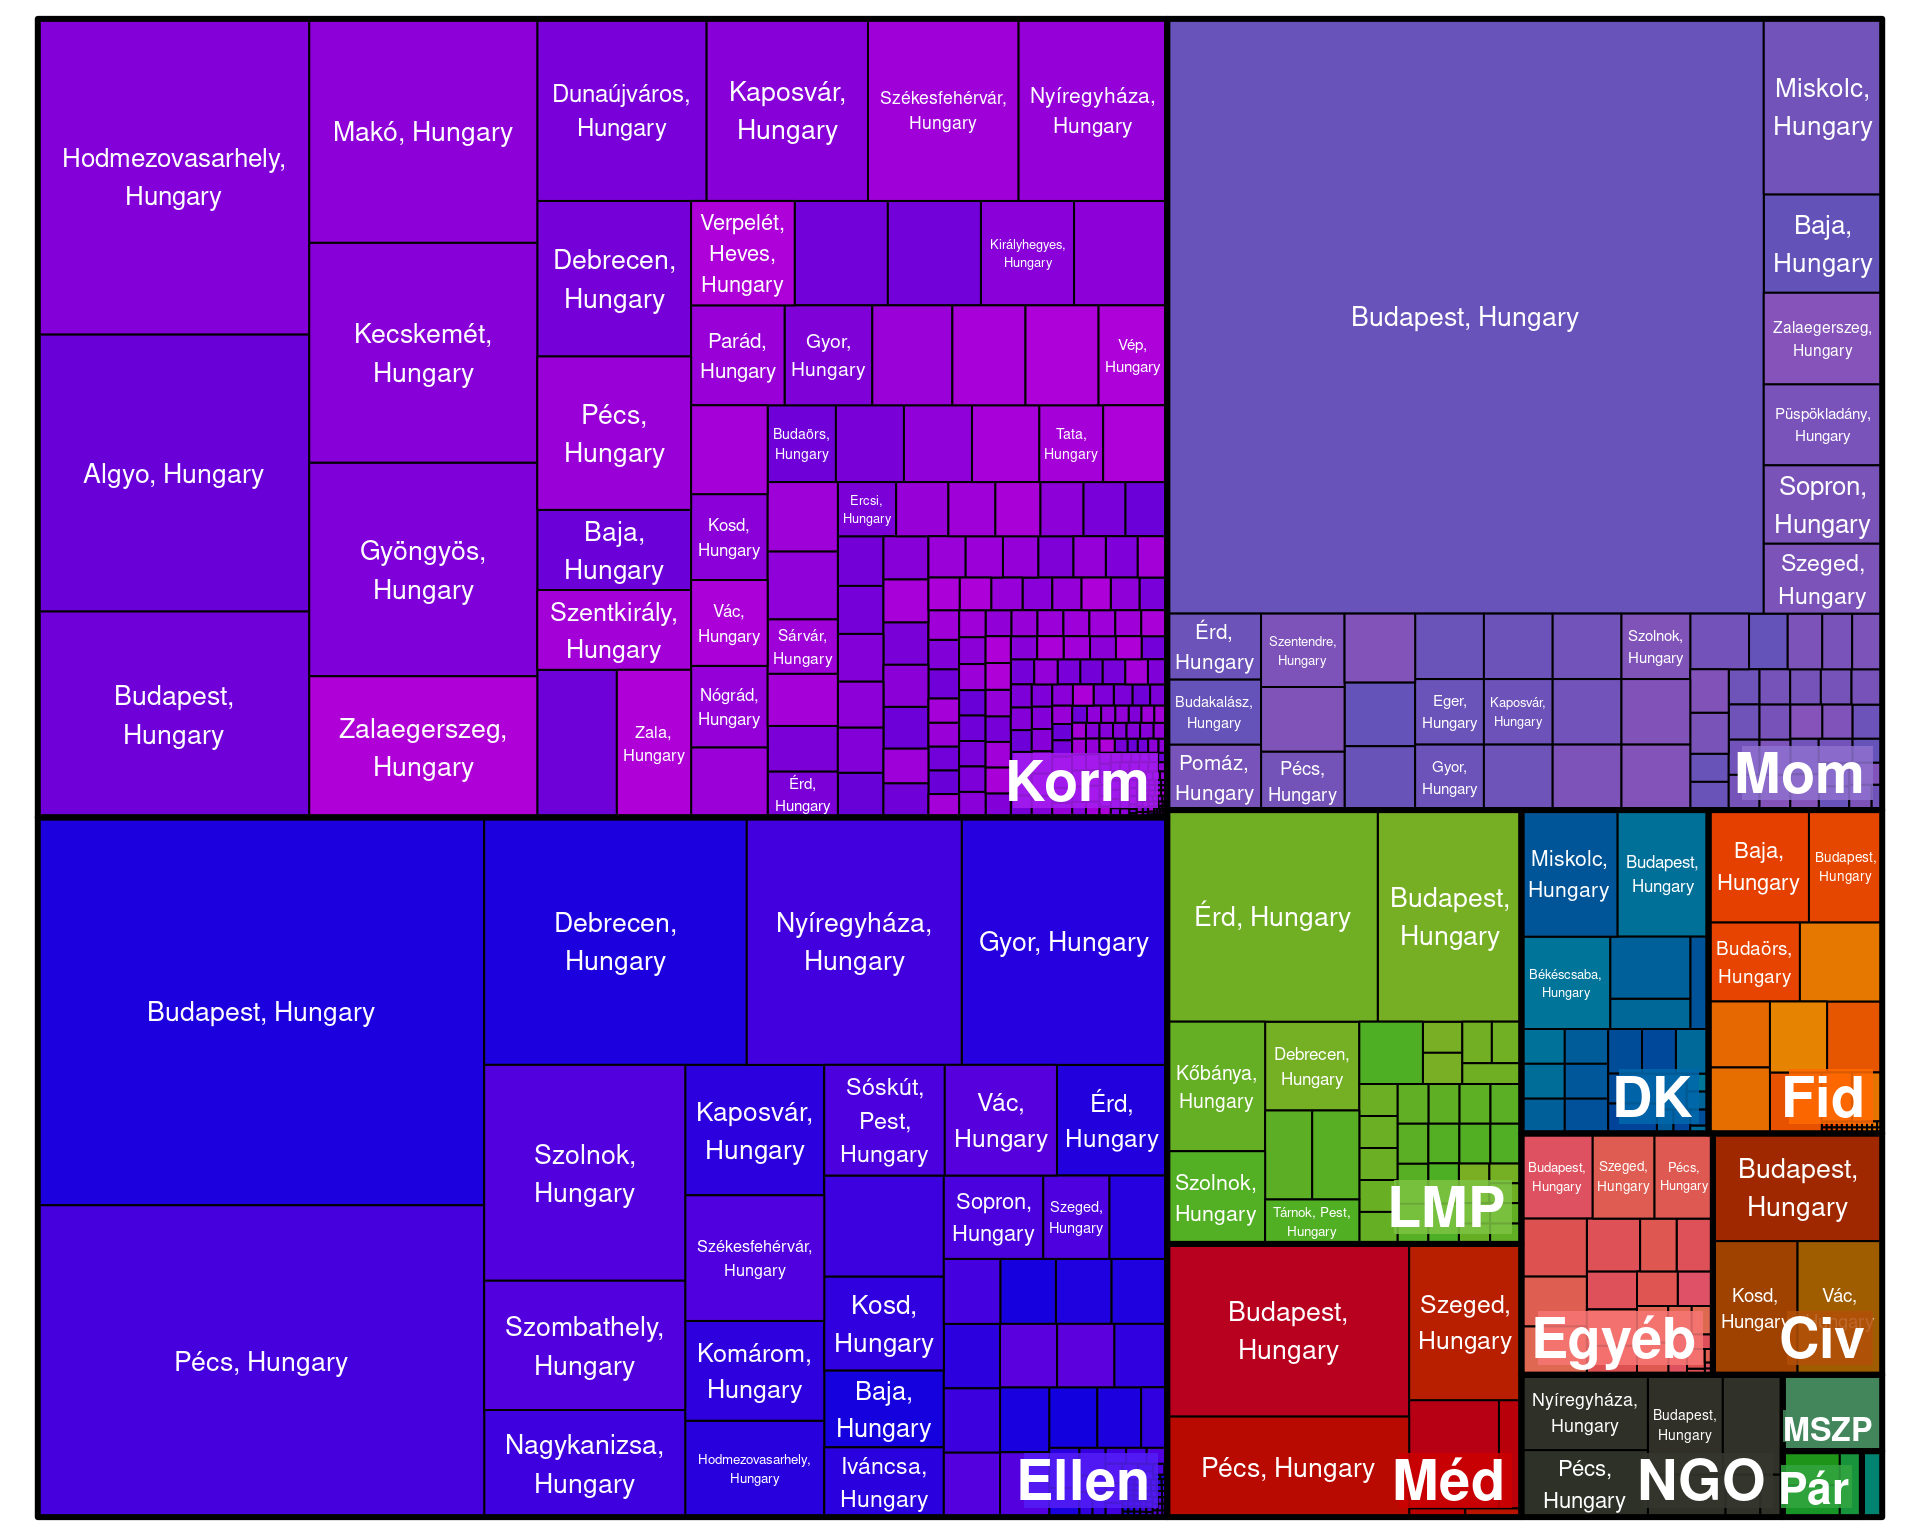 Hodmezovasarhely,
Hungary
Algyo, Hungary
Budapest,
Hungary
Makó, Hungary
Kecskemét,
Hungary
Gyöngyös,
Hungary
Zalaegerszeg,
Hungary
Dunaújváros,
Hungary
Kaposvár,
Hungary
Székesfehérvár,
Hungary
Nyíregyháza,
Hungary
Debrecen,
Hungary
Pécs,
Hungary
Baja,
Hungary
Szentkirály,
Hungary
Zala,
Hungary
Verpelét,
Heves,
Hungary
Királyhegyes,
Hungary
Parád,
Hungary
Gyor,
Hungary
Vép,
Hungary
Budaörs,
Hungary
Tata,
Hungary
Kosd,
Hungary
Ercsi,
Hungary
Vác,
Hungary
Sárvár,
Hungary
Nógrád,
Hungary
Érd,
Hungary
Korm
Budapest, Hungary
Miskolc,
Hungary
Baja,
Hungary
Zalaegerszeg,
Hungary
Püspökladány,
Hungary
Sopron,
Hungary
Szeged,
Hungary
Érd,
Hungary
Szentendre,
Hungary
Szolnok,
Hungary
Budakalász,
Hungary
Eger,
Hungary
Kaposvár,
Hungary
Pomáz,
Hungary
Pécs,
Hungary
Gyor,
Hungary
Mom
Budapest, Hungary
Pécs, Hungary
Debrecen,
Hungary
Nyíregyháza,
Hungary
Gyor, Hungary
Szolnok,
Hungary
Szombathely,
Hungary
Nagykanizsa,
Hungary
Kaposvár,
Hungary
Székesfehérvár,
Hungary
Komárom,
Hungary
Hodmezovasarhely,
Hungary
Sóskút,
Pest,
Hungary
Vác,
Hungary
Érd,
Hungary
Sopron,
Hungary
Szeged,
Hungary
Kosd,
Hungary
Baja,
Hungary
Iváncsa,
Hungary
Ellen
Érd, Hungary
Budapest,
Hungary
Kőbánya,
Hungary
Debrecen,
Hungary
Szolnok,
Hungary
Tárnok, Pest,
Hungary
LMP
Miskolc,
Hungary
Budapest,
Hungary
Békéscsaba,
Hungary
DK
Baja,
Hungary
Budapest,
Hungary
Budaörs,
Hungary
Fid
Budapest,
Hungary
Szeged,
Hungary
Pécs,
Hungary
Egyéb
Budapest,
Hungary
Kosd,
Hungary
Vác,
Hungary
Civ
Budapest,
Hungary
Szeged,
Hungary
Pécs, Hungary
Méd
Nyíregyháza,
Hungary
Budapest,
Hungary
Pécs,
Hungary
NGO
MSZP
Pár